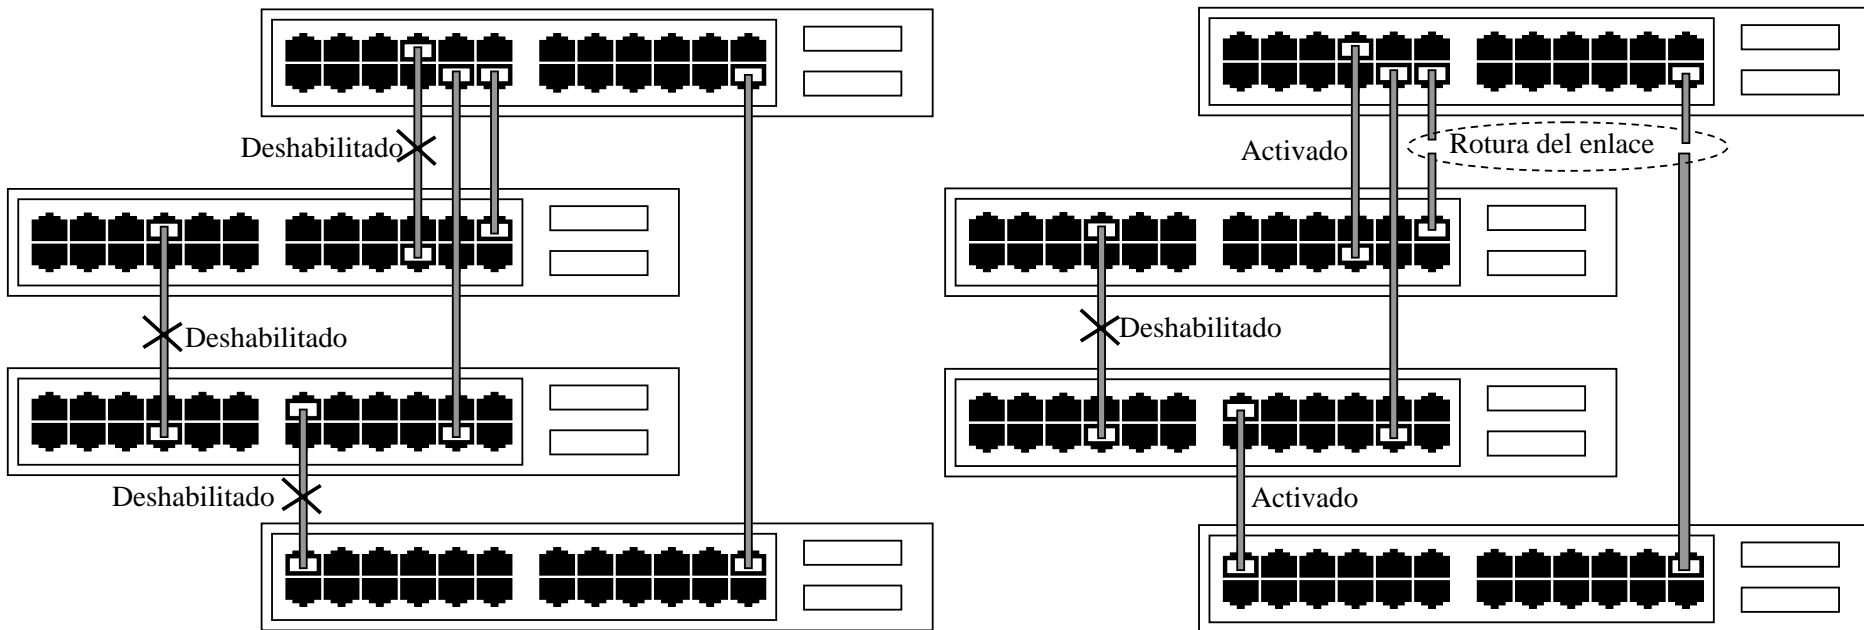 Deshabilitado
Deshabilitado
Deshabilitado
Activado
Rotura del enlace
Deshabilitado
Activado